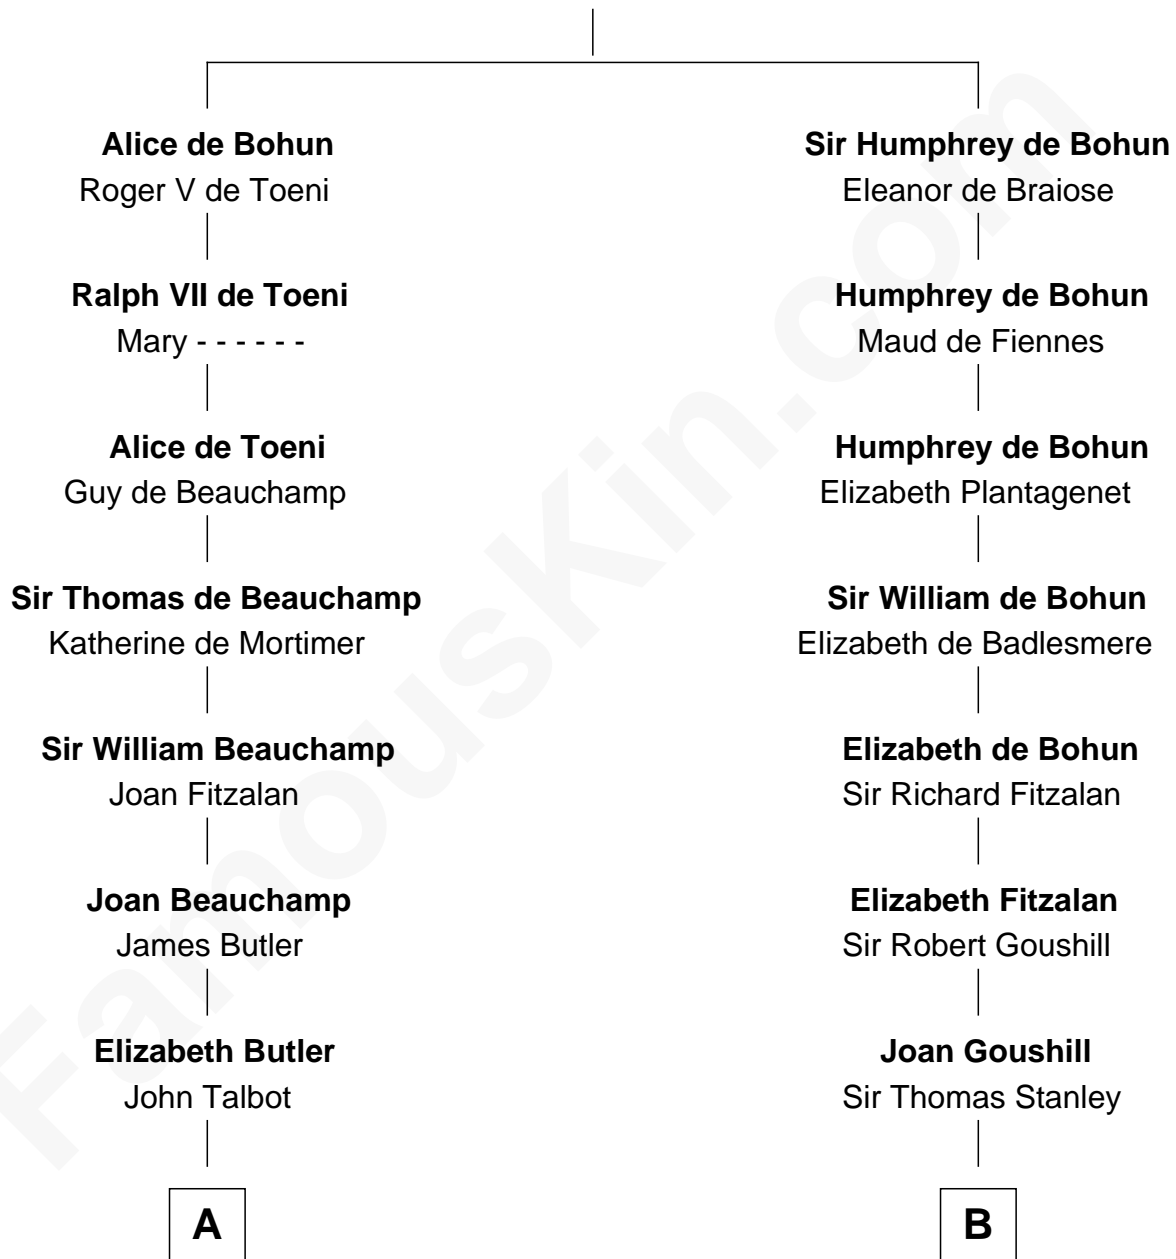 Alice de Bohun
Roger V de Toeni
Ralph VII de Toeni
Mary - - - - - -
Alice de Toeni
Guy de Beauchamp
Sir Thomas de Beauchamp
Katherine de Mortimer
Sir William Beauchamp
Joan Fitzalan
Joan Beauchamp
James Butler
Elizabeth Butler
John Talbot
A
Sir Humphrey de Bohun
Eleanor de Braiose
Humphrey de Bohun
Maud de Fiennes
Humphrey de Bohun
Elizabeth Plantagenet
Sir William de Bohun
Elizabeth de Badlesmere
Elizabeth de Bohun
Sir Richard Fitzalan
Elizabeth Fitzalan
Sir Robert Goushill
Joan Goushill
Sir Thomas Stanley
B
FamousKin.com